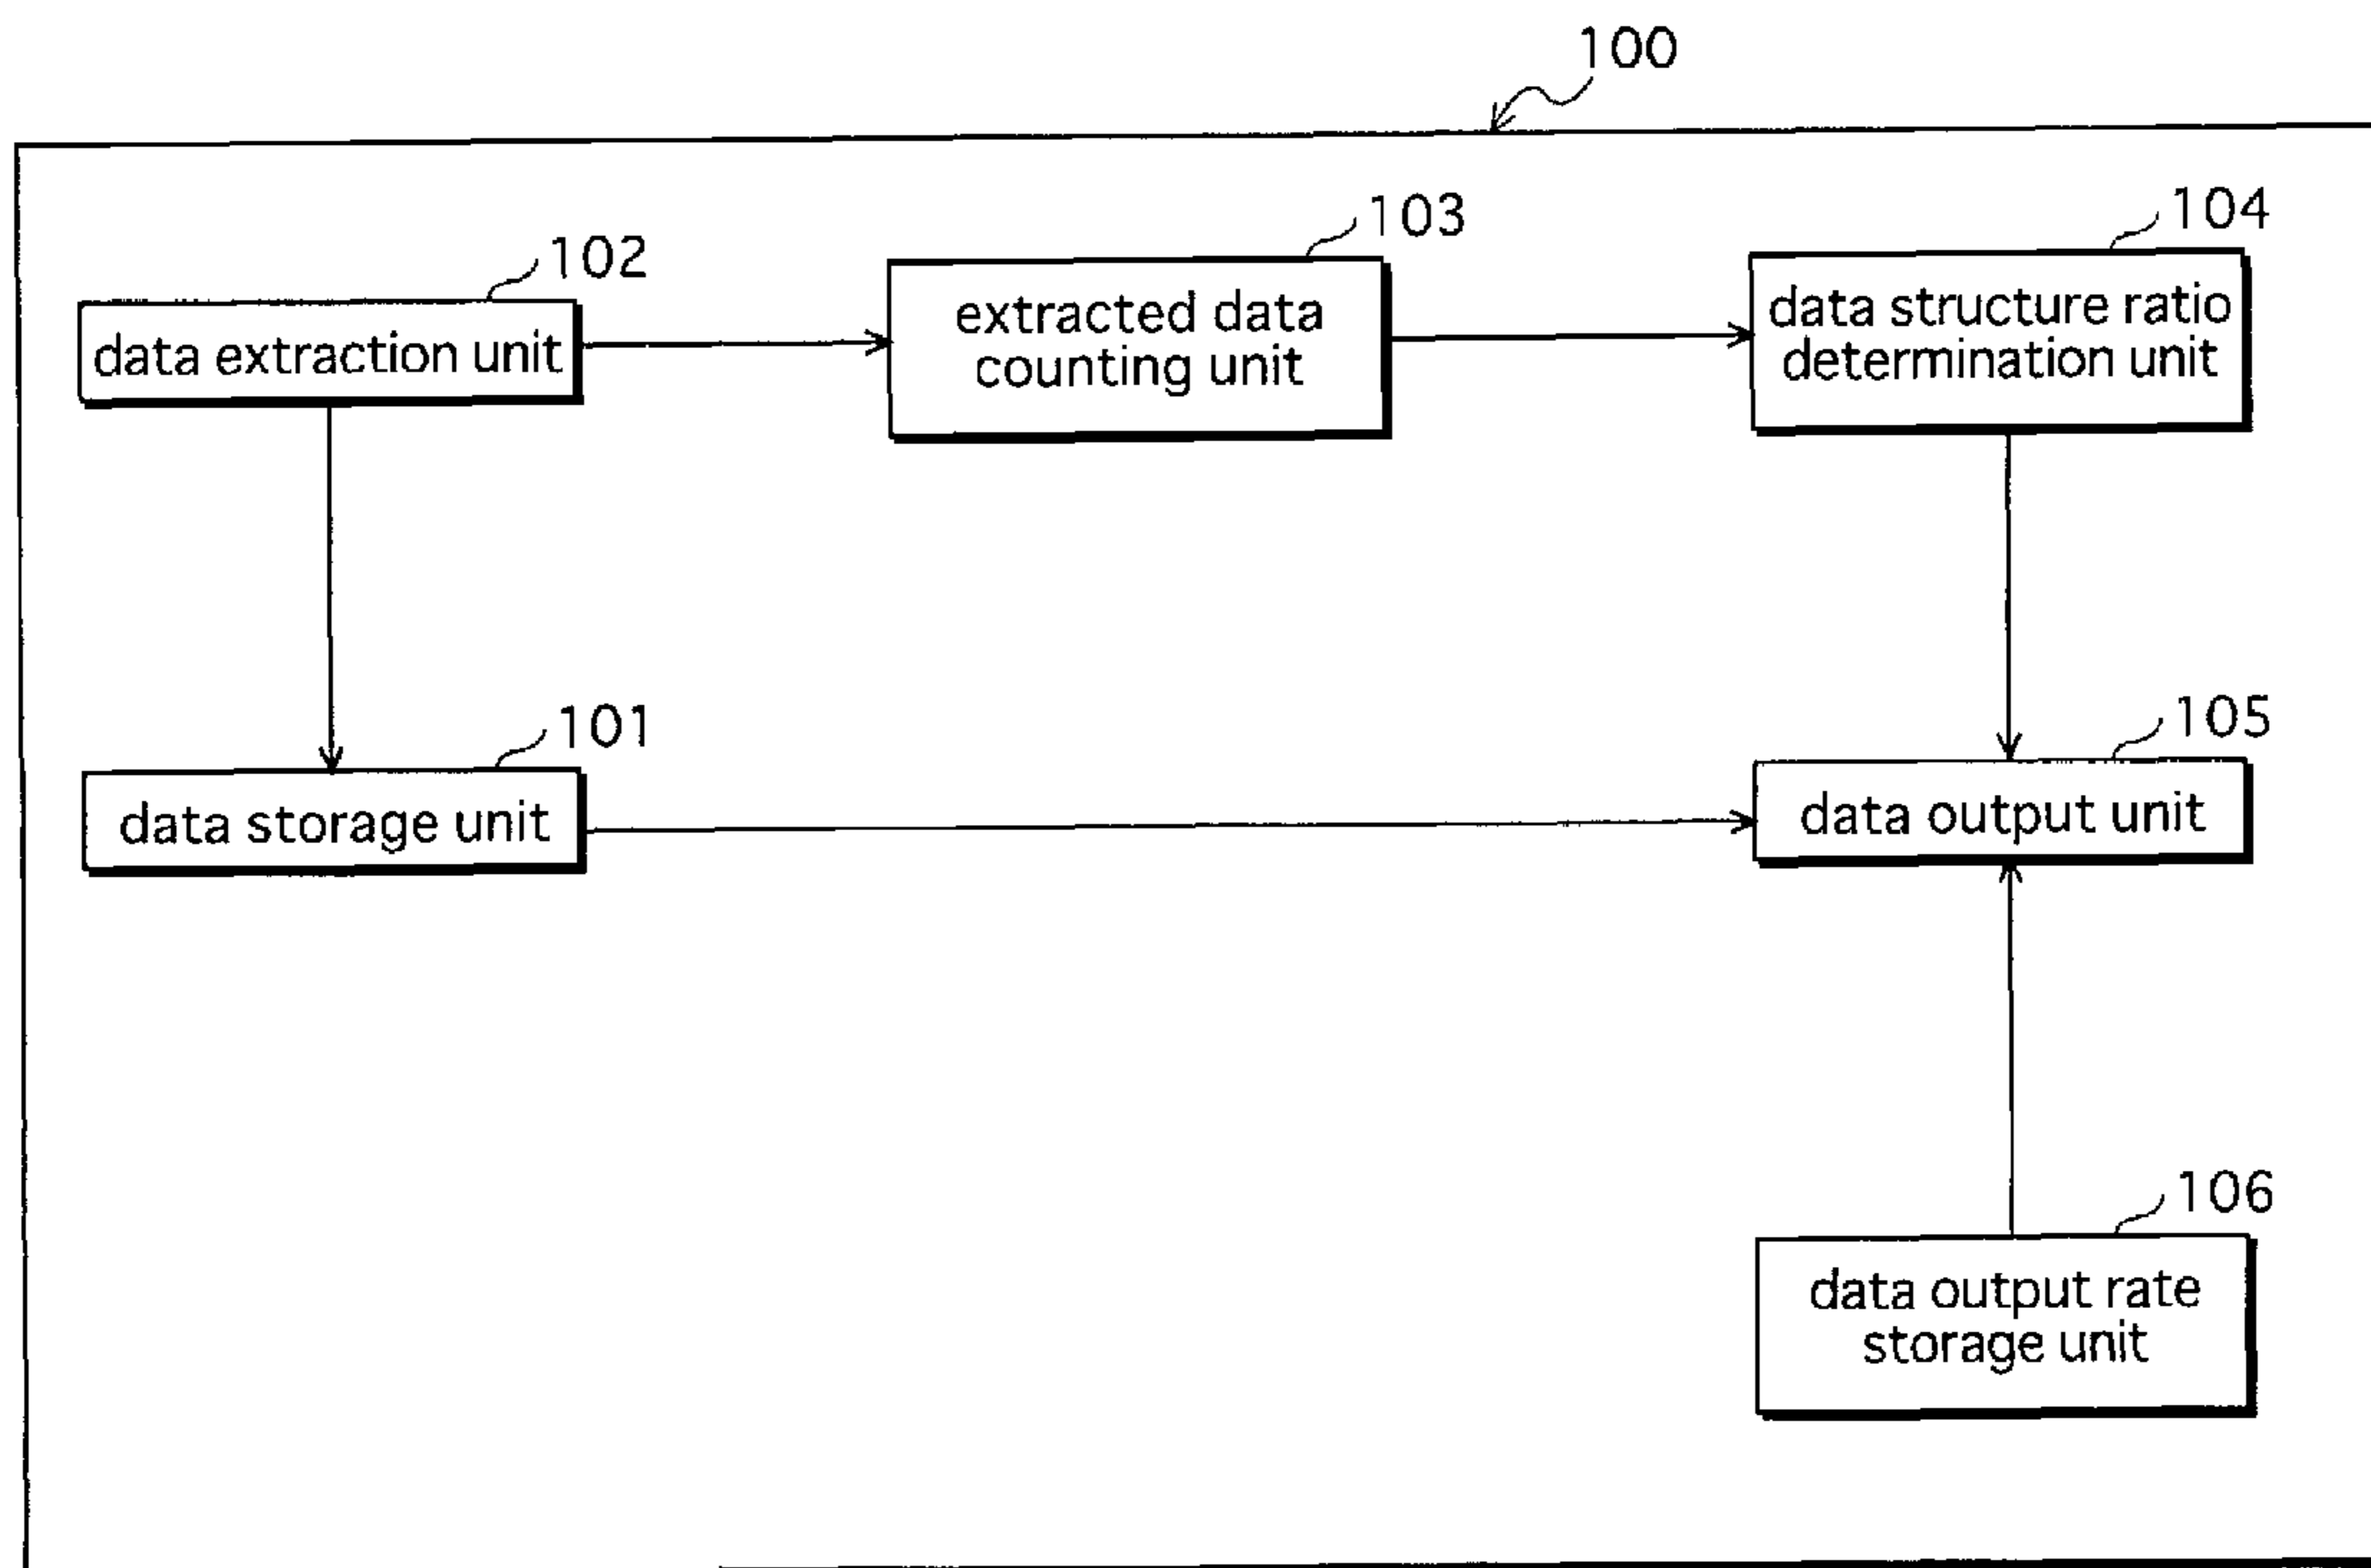 100
102
data extraction unit
103
extracted data
counting unit
104
data structure ratio
determination unit
101
data storage unit
105
data output unit
106
data output rate
storage unit